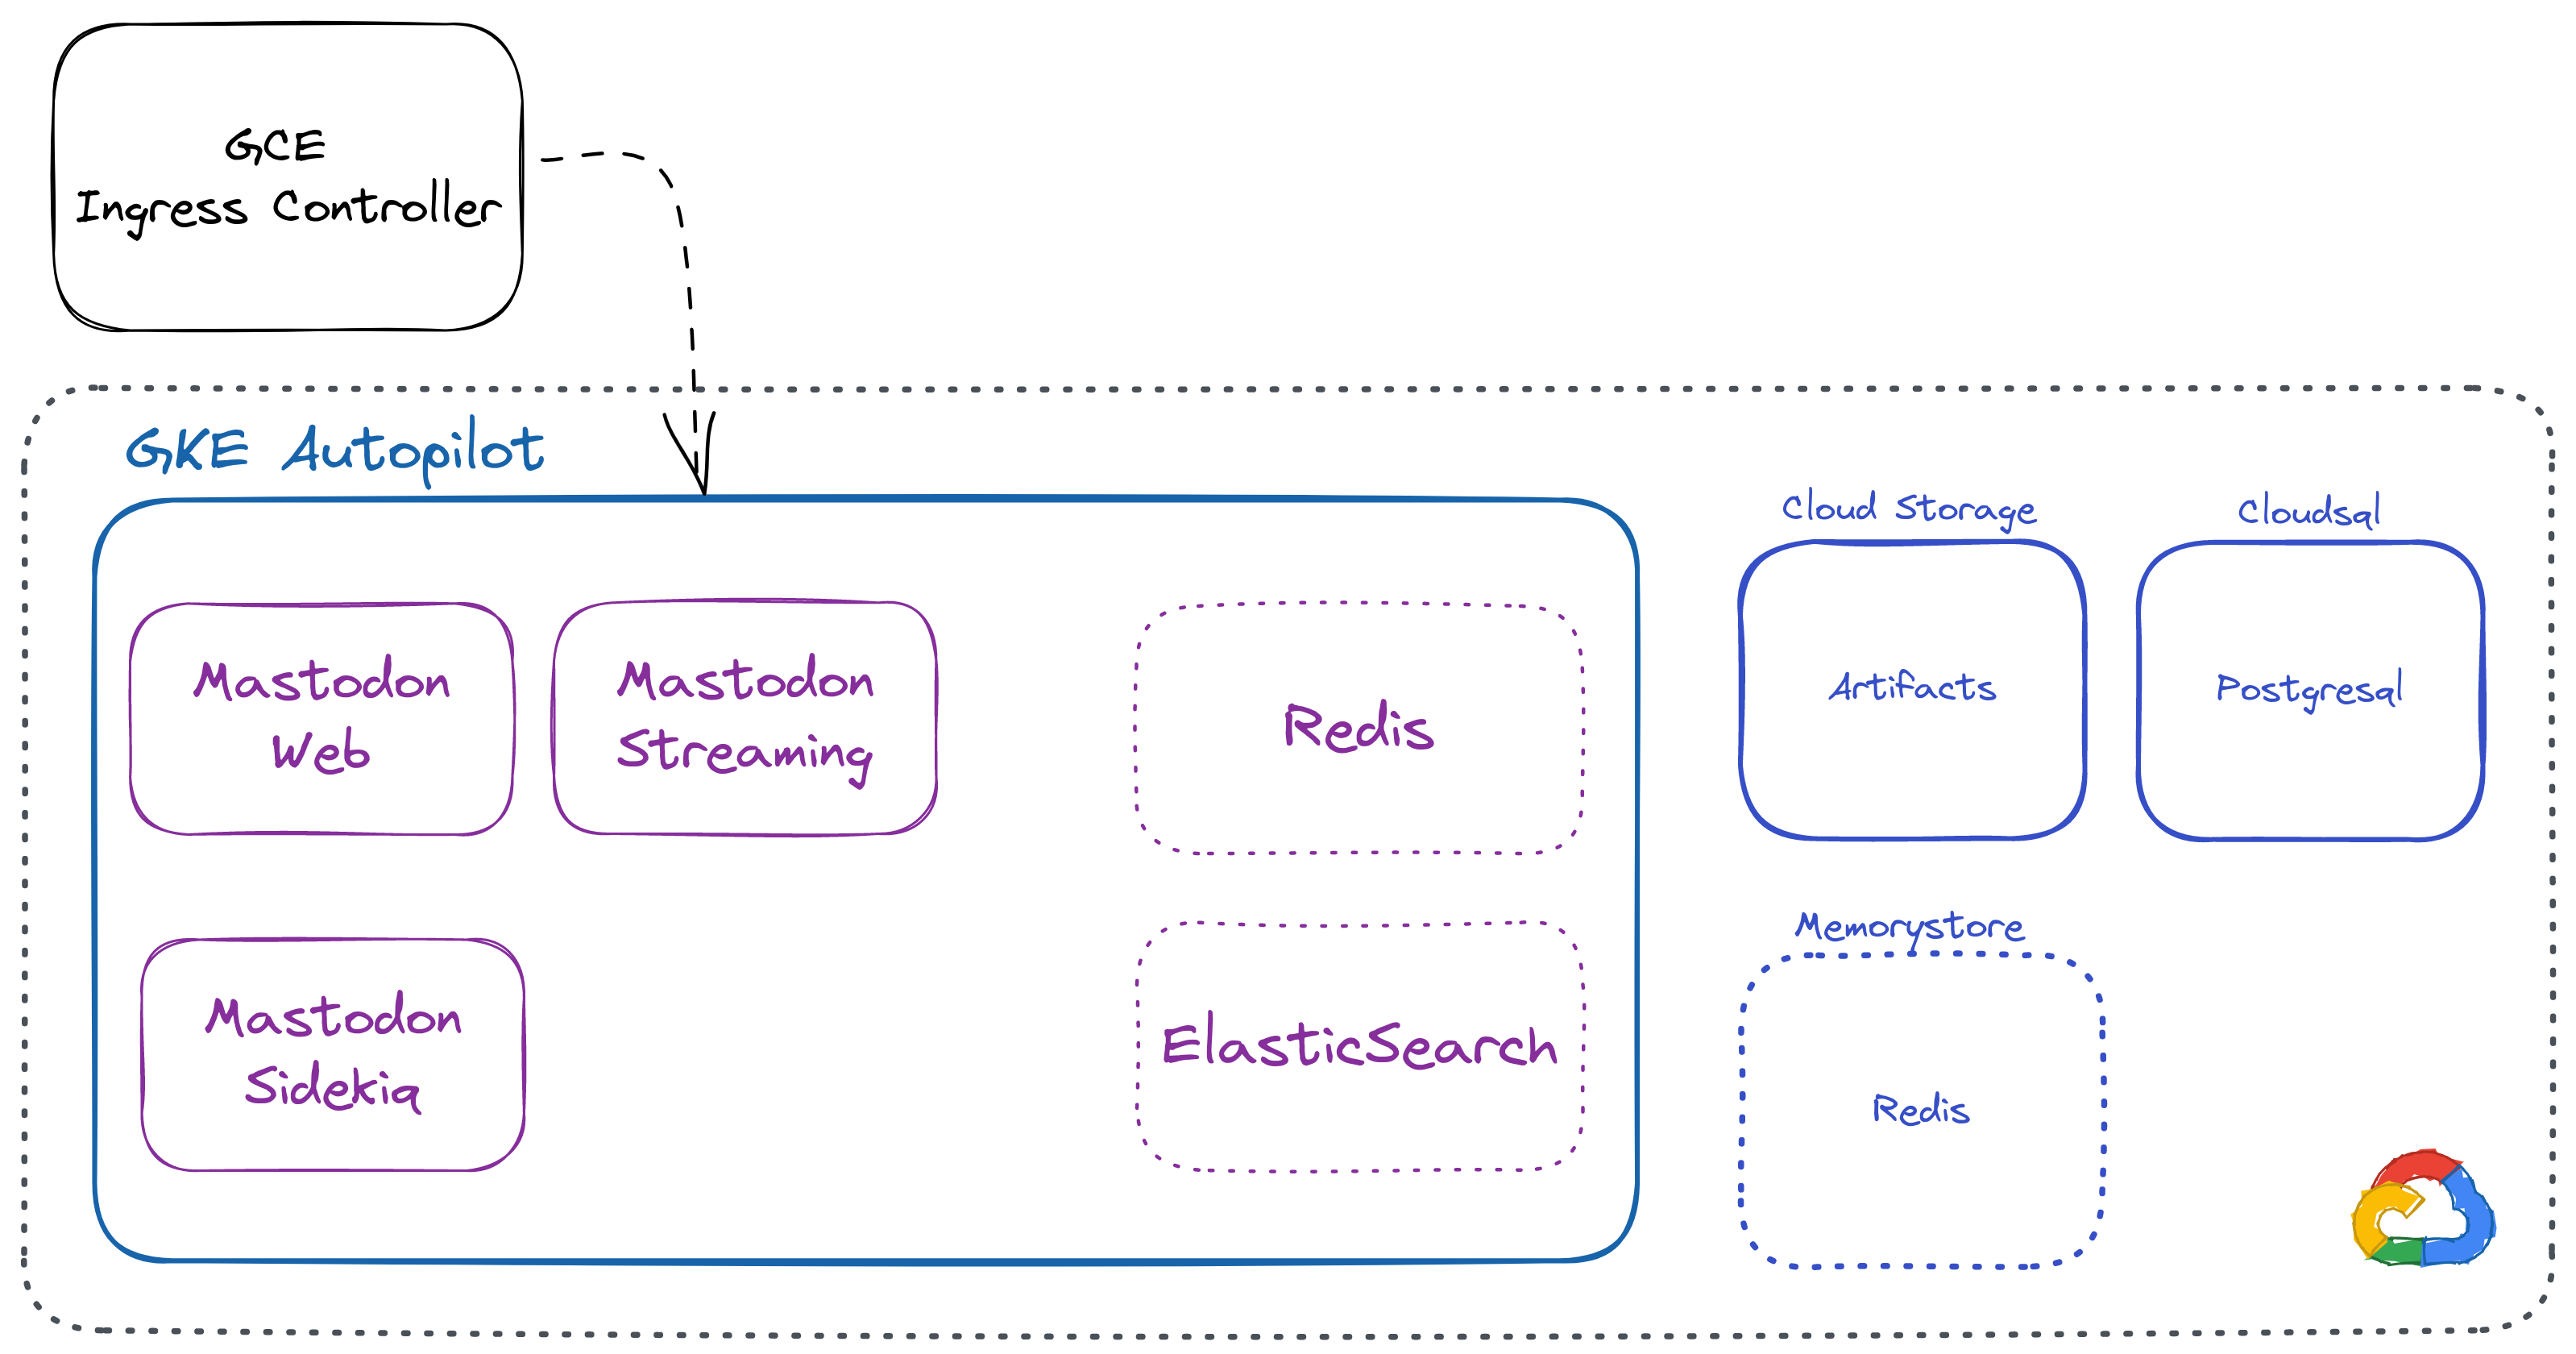 GCE
Ingress Controller
GKE Autopilot
Cloud Storage
Cloudsql
Mastodon
Web
Mastodon
Streaming
Redis
Artifacts
Postgresql
Memorystore
Mastodon
Sidekiq
ElasticSearch
Redis